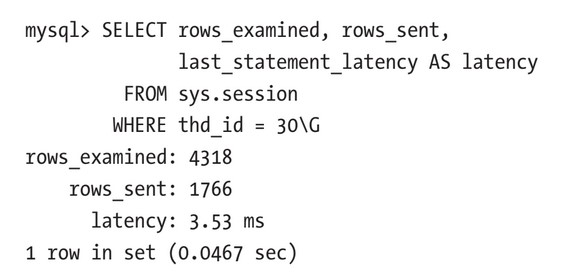 mysql> SELECT rows_examined, rows_sent,
last_statement_latency AS latency
FROM sys.session
WHERE thd_id = 30\G
rows_examined: 4318
rows_sent: 1766
latency: 3.53 ms
1 row in set (0.0467 sec)